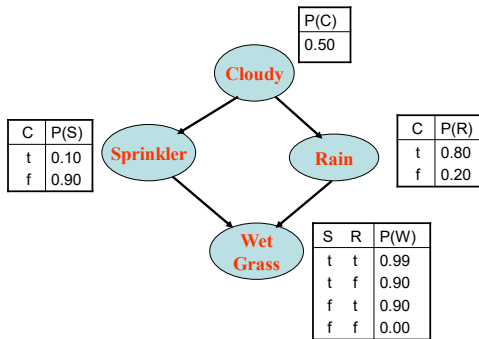 P(C)
0.50
Cloudy
C P(S)
t 0.10
f 0.90
Sprinkler
Rain
C P(R)
t 0.80
f 0.20
Wet
Grass
S R P(W)
t t 0.99
t f 0.90
f t 0.90
f f 0.00